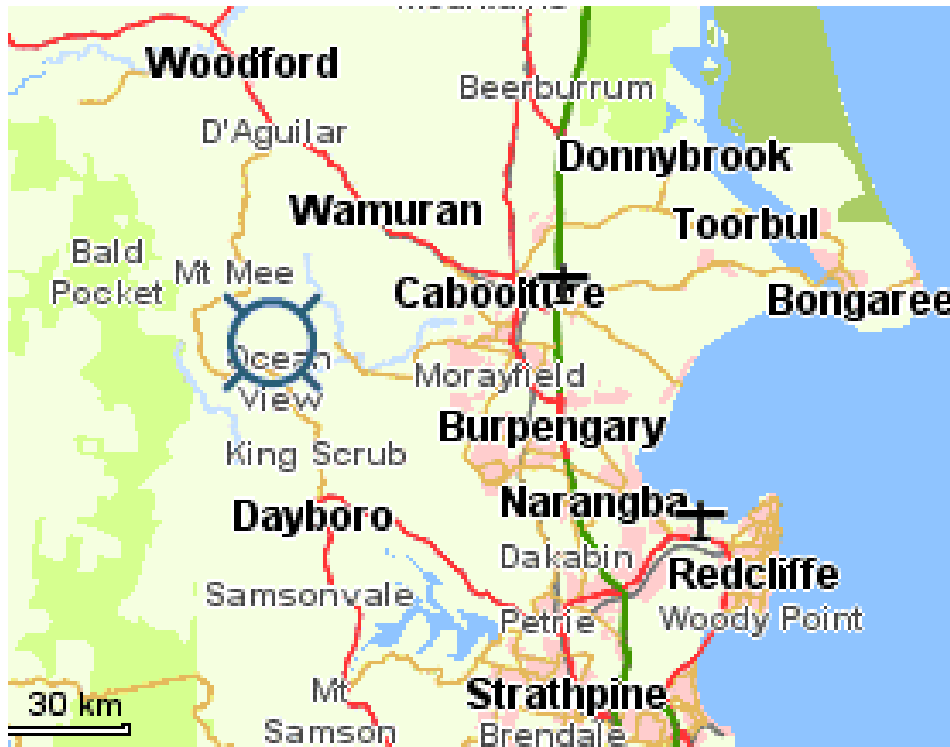 Woodford
Beerburrum
D'Aguilar
Donnybrook
Wamuran
Toorbul
Bald
Pocket
Mt Mee
Caboolture
Bongaree
Ocean
View
Morayfield
Burpengary
King Scrub
Narangba
Dayboro
Dakabin
Redcliffe
Samsonvale
Petrie
Woody Point
Mt
Samson
Strathpine
30 km
Brendale